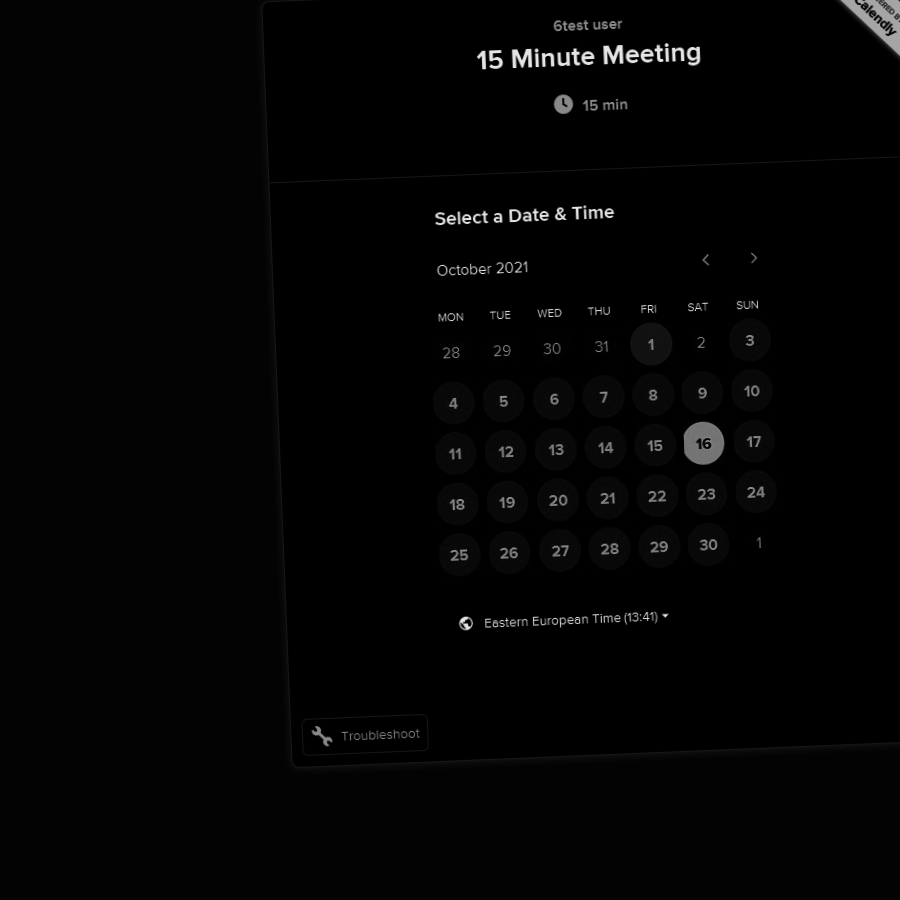 6test user
15 Minute Meeting
15 min
Calendly
Select a Date & Time
October 2021
MON TUE WED THU FRI SAT SUN
28 29 30 31 1 2 3
4 5 6 7 8 9 10
11 12 13 14 15 16 17
18 19 20 21 22 23 24
25 26 27 28 29 30 1
Eastern European Time (13:41)
Troubleshoot